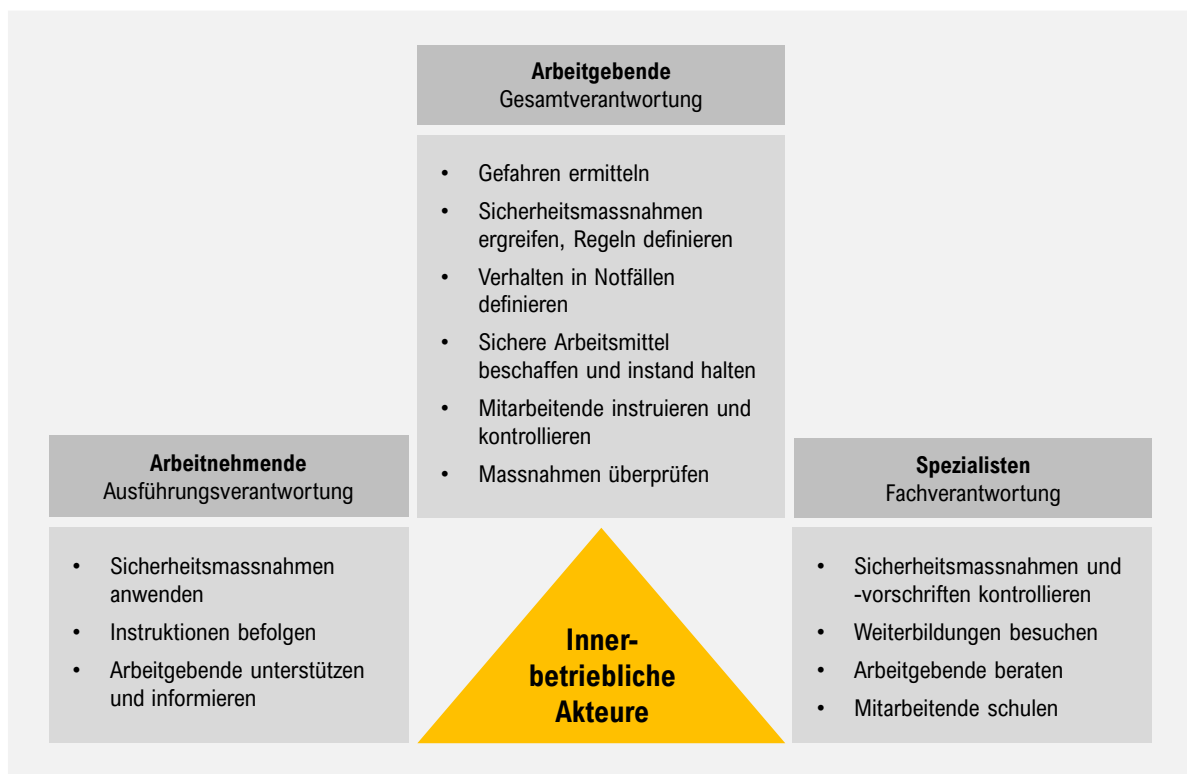 Arbeitgebende
Gesamtverantwortung
• Gefahren ermitteln
• Sicherheitsmassnahmen
ergreifen, Regeln definieren
• Verhalten in Notfällen
definieren
• Sichere Arbeitsmittel
beschaffen und instand halten
• Mitarbeitende instruieren und
kontrollieren
• Massnahmen überprüfen
Arbeitnehmende
Ausführungsverantwortung
• Sicherheitsmassnahmen
anwenden
• Instruktionen befolgen
• Arbeitgebende unterstützen
und informieren
Inner-
betriebliche
Akteure
Spezialisten
Fachverantwortung
• Sicherheitsmassnahmen und
-vorschriften kontrollieren
• Weiterbildungen besuchen
• Arbeitgebende beraten
• Mitarbeitende schulen